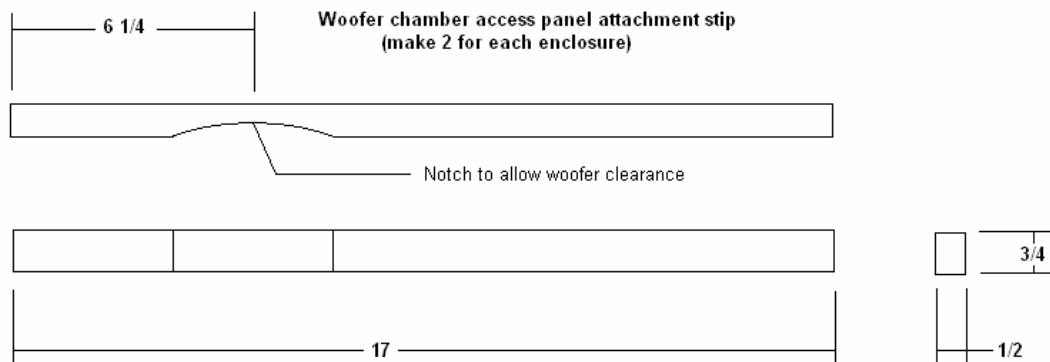 6 1/4
Woofer chamber access panel attachment stip
(make 2 for each enclosure)
Notch to allow woofer clearance
3/4
17
1/2